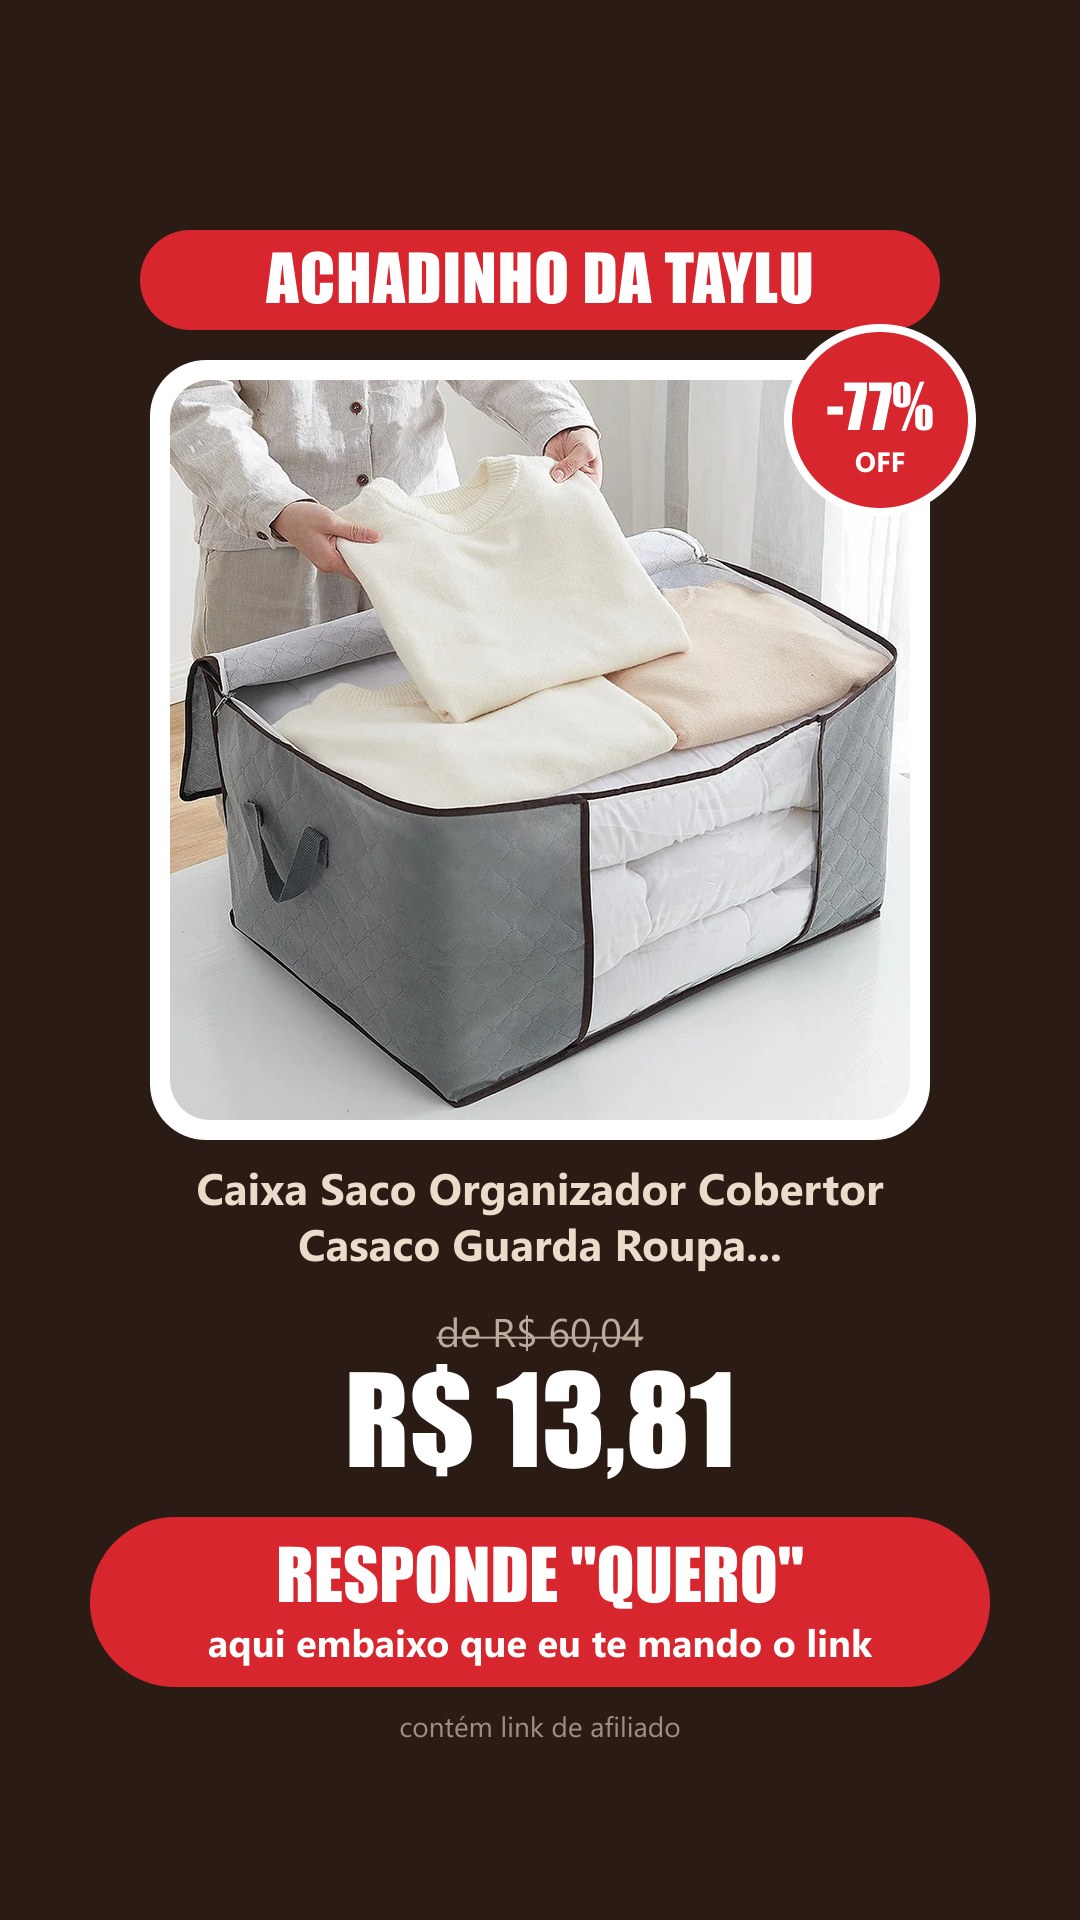 ACHADINHO DA TAYLU
-77%
OFF
Caixa Saco Organizador Cobertor
Casaco Guarda Roupa...
de R$ 60,04
R$ 13,81
RESPONDE "QUERO"
aqui embaixo que eu te mando o link
contém link de afiliado